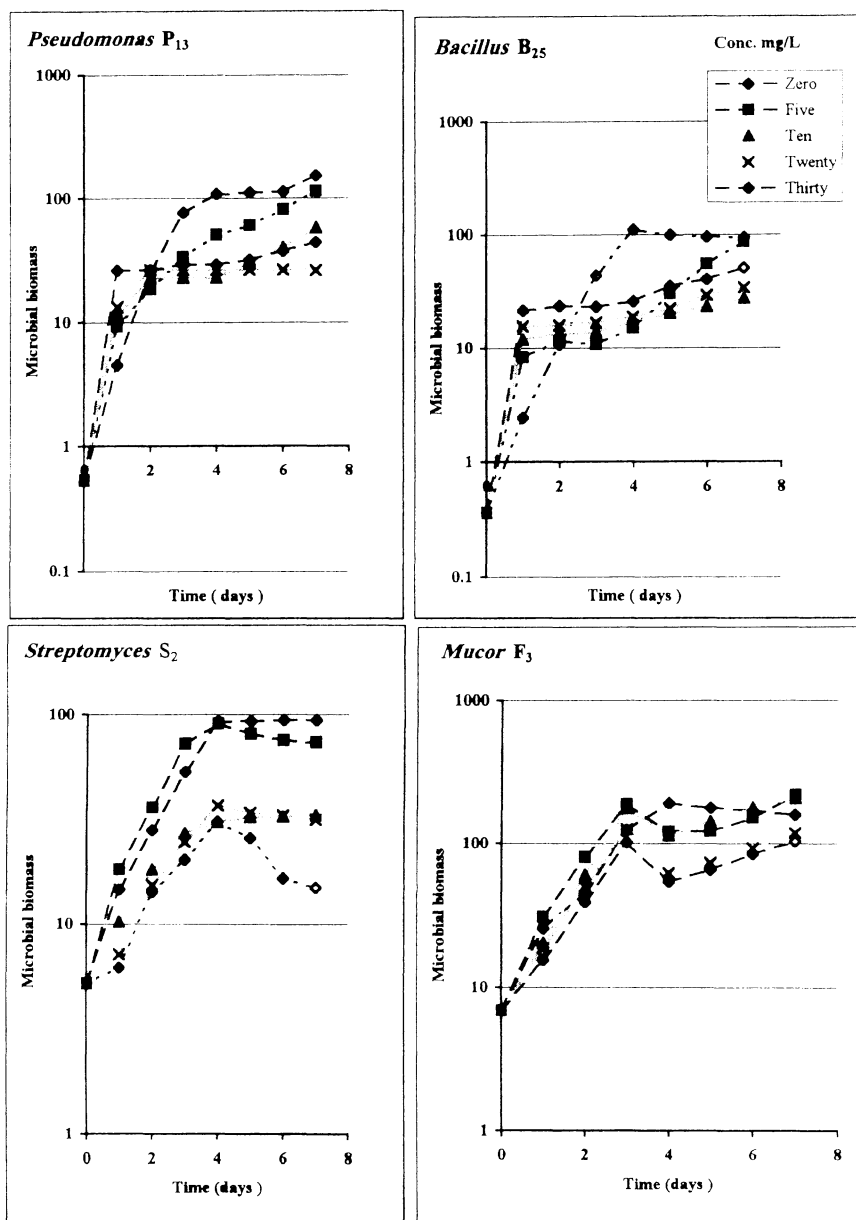 Pseudomonas P13
1000
100
10
1
0.1
Microbial biomass
2
4
6
8
Time ( days )
Bacillus B25
Conc. mg/L
Zero
Five
Ten
Twenty
Thirty
1000
100
10
1
0.1
Microbial biomass
0
2
4
6
8
Time ( days )
Streptomyces S2
100
10
1
Microbial biomass
0
2
4
6
8
Time (days )
Mucor F3
1000
100
10
1
Microbial biomass
0
2
4
6
8
Time (days )